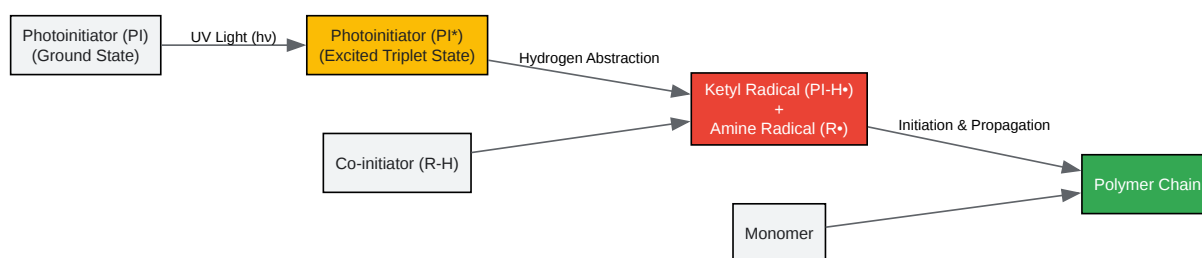 Photoinitiator (PI)
(Ground State)
UV Light (hν)
Photoinitiator (PI*)
(Excited Triplet State)
Hydrogen Abstraction
Co-initiator (R-H)
Ketyl Radical (PI-H•)
+
Amine Radical (R•)
Initiation & Propagation
Monomer
Polymer Chain